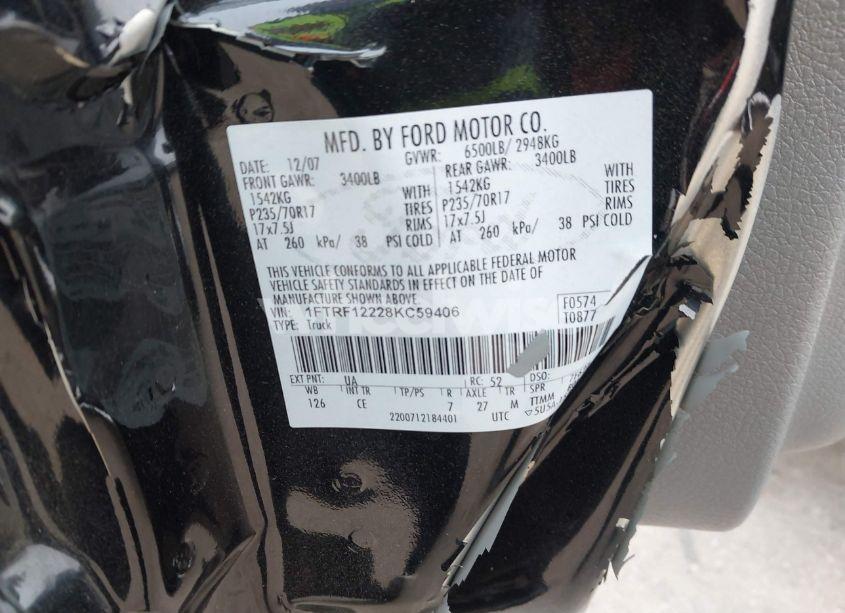 MFD. BY FORD MOTOR CO.
DATE: 12/07 GVWR: 6500LB/ 2948KG
FRONT GAWR: 3400LB REAR GAWR: 3400LB
1542KG WITH 1542KG WITH
P235/70R17 TIRES P235/70R17 TIRES
17x7.5J RIMS 17x7.5J RIMS
AT 260 kPa/ 38 PSI COLD AT 260 kPa/ 38 PSI COLD
THIS VEHICLE CONFORMS TO ALL APPLICABLE FEDERAL MOTOR
VEHICLE SAFETY STANDARDS IN EFFECT ON THE DATE OF
MANUFACTURE SHOWN ABOVE.
VIN: 1FTRF12228KC59406 F0574
TYPE: Truck T0877
EXT PNT: UA RC: 52 DSO:
WB INT TR TP/PS R AXLE TR SPR
126 CE 7 27 M TTMM
2200712184401 UTC